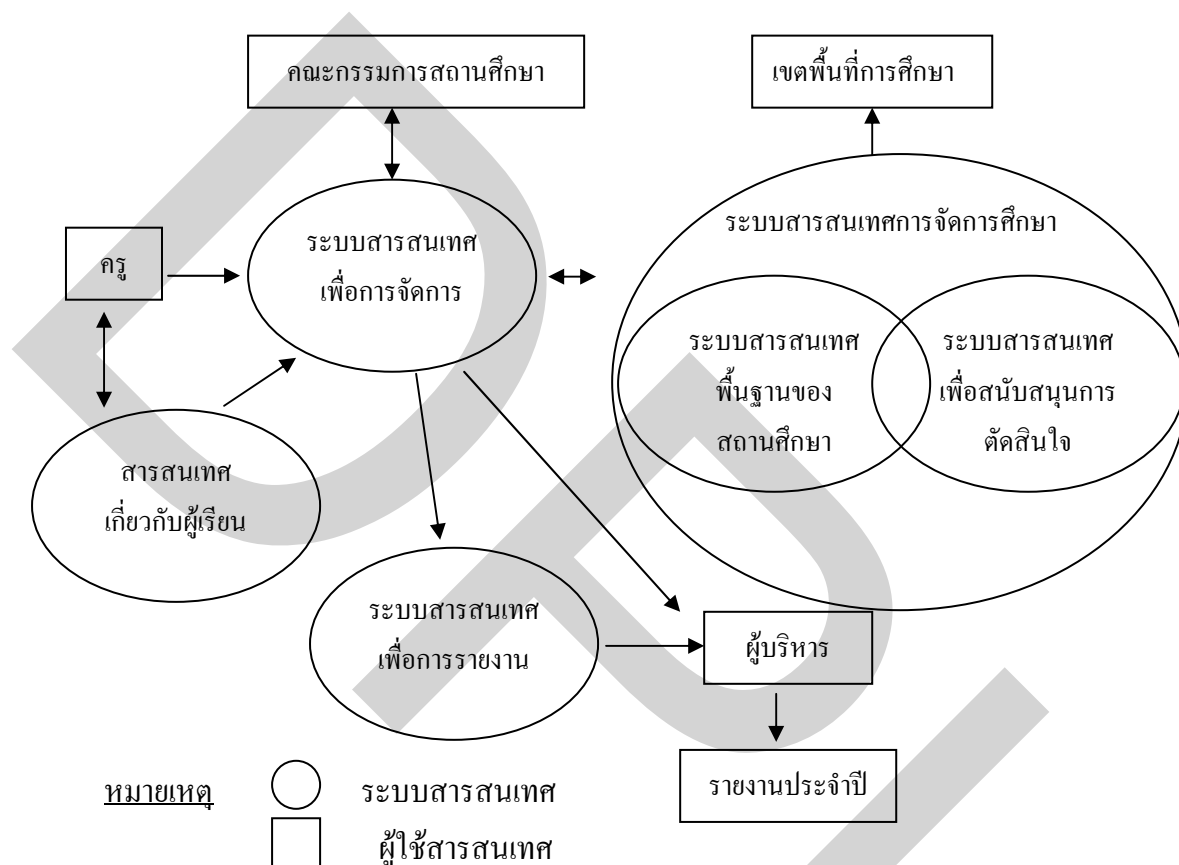 คณะกรรมการสถานศึกษา
เขตพื้นที่การศึกษา
ครู
ระบบสารสนเทศ
เพื่อการจัดการ
ระบบสารสนเทศการจัดการศึกษา
ระบบสารสนเทศ
พื้นฐานของ
สถานศึกษา
ระบบสารสนเทศ
เพื่อสนับสนุนการ
ตัดสินใจ
สารสนเทศ
เกี่ยวกับผู้เรียน
ระบบสารสนเทศ
เพื่อการรายงาน
ผู้บริหาร
รายงานประจำปี
หมายเหตุ
ระบบสารสนเทศ
ผู้ใช้สารสนเทศ